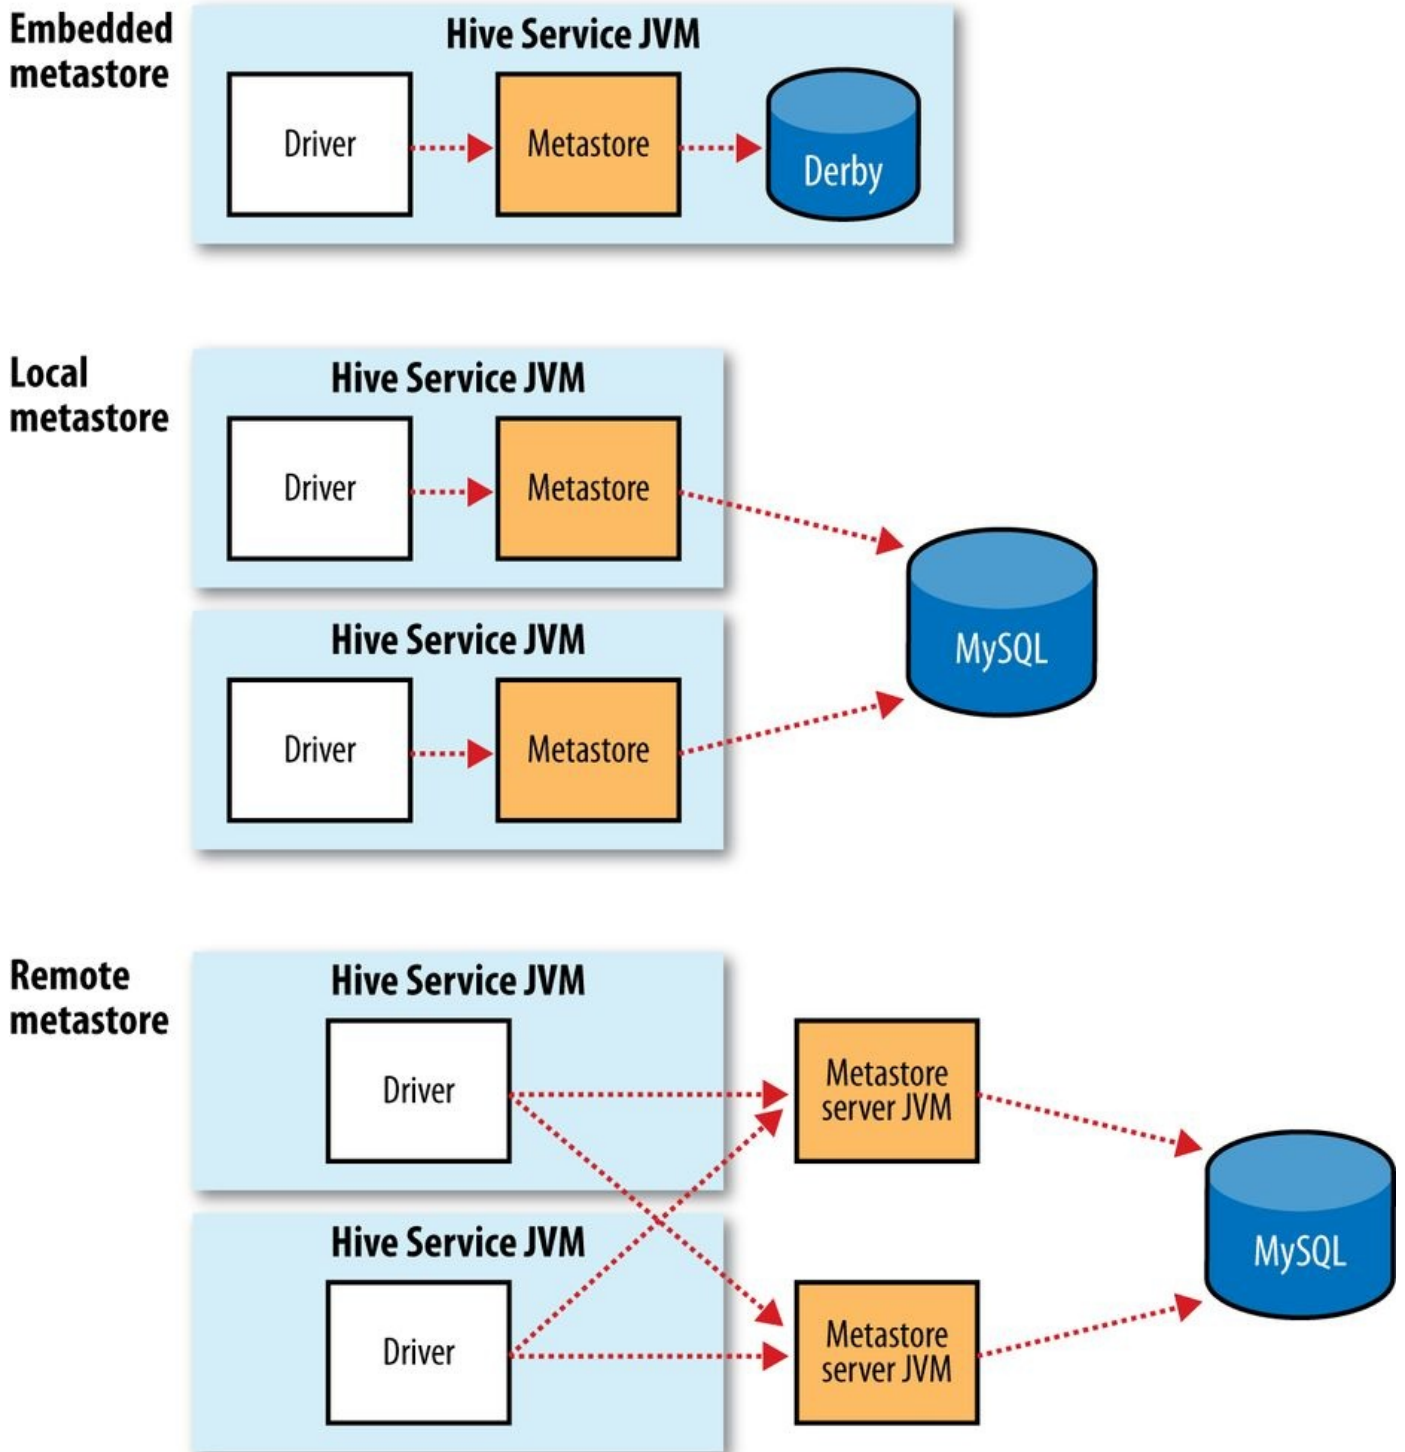 Embedded
metastore
Hive Service JVM
Driver
Metastore
Derby
Local
metastore
Hive Service JVM
Driver
Metastore
Hive Service JVM
Driver
Metastore
MySQL
Remote
metastore
Hive Service JVM
Driver
Metastore
server JVM
Hive Service JVM
Driver
Metastore
server JVM
MySQL